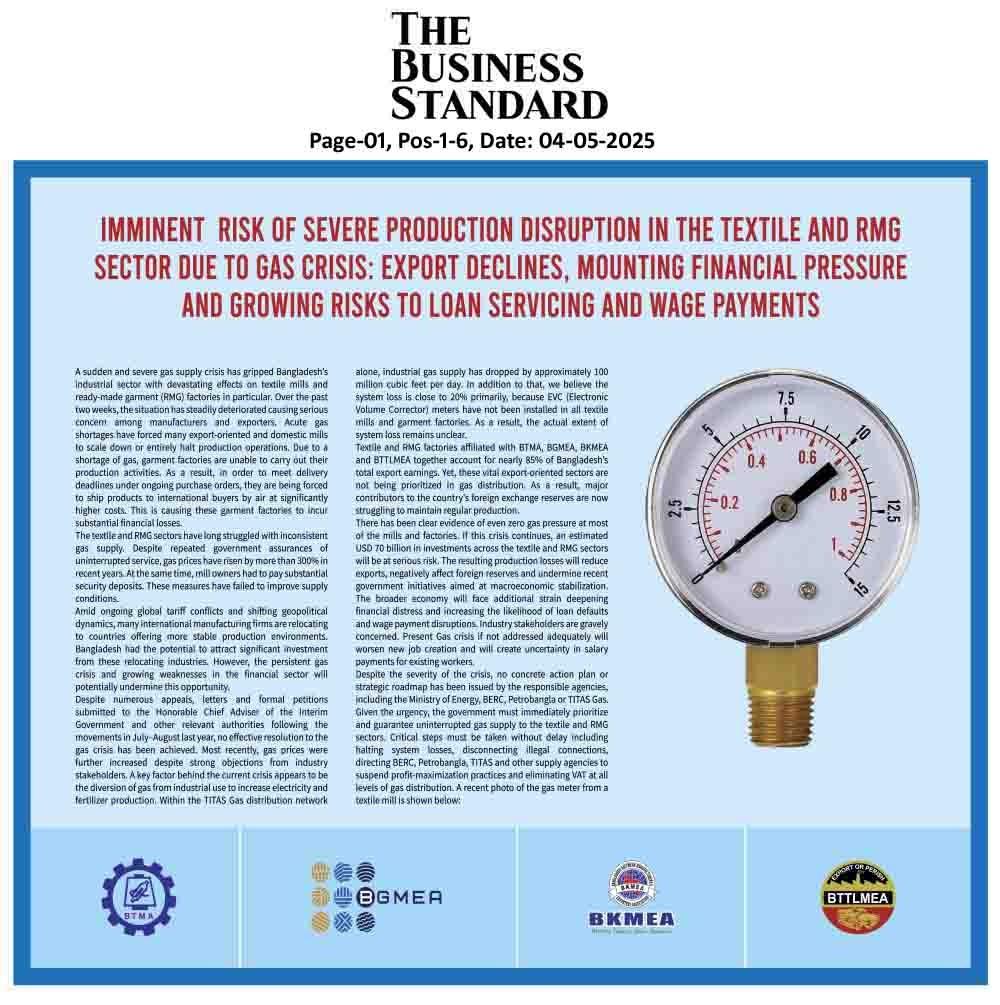 THE
BUSINESS
STANDARD
Page-01, Pos-1-6, Date: 04-05-2025
IMMINENT RISK OF SEVERE PRODUCTION DISRUPTION IN THE TEXTILE AND RMG
SECTOR DUE TO GAS CRISIS: EXPORT DECLINES, MOUNTING FINANCIAL PRESSURE
AND GROWING RISKS TO LOAN SERVICING AND WAGE PAYMENTS
A sudden and severe gas supply crisis has gripped Bangladesh's
industrial sector with devastating effects on textile mills and
ready-made garment (RMG) factories in particular. Over the past
two weeks, the situation has steadily deteriorated causing serious
concern among manufacturers and exporters. Acute gas
shortages have forced many export-oriented and domestic mills
to scale down or entirely halt production operations. Due to a
shortage of gas, garment factories are unable to carry out their
production activities. As a result, in order to meet delivery
deadlines under ongoing purchase orders, they are being forced
to ship products to international buyers by air at significantly
higher costs. This is causing these garment factories to incur
substantial financial losses.
The textile and RMG sectors have long struggled with inconsistent
gas supply. Despite repeated government assurances of
uninterrupted service, gas prices have risen by more than 300% in
recent years. At the same time, mill owners had to pay substantial
security deposits. These measures have failed to improve supply
conditions.
Amid ongoing global tariff conflicts and shifting geopolitical
dynamics, many international manufacturing firms are relocating
to countries offering more stable production environments.
Bangladesh had the potential to attract significant investment
from these relocating industries. However, the persistent gas
crisis and growing weaknesses in the financial sector will
potentially undermine this opportunity.
Despite numerous appeals, letters and formal petitions
submitted to the Honorable Chief Adviser of the Interim
Government and other relevant authorities following the
movements in July–August last year, no effective resolution to the
gas crisis has been achieved. Most recently, gas prices were
further increased despite strong objections from industry
stakeholders. A key factor behind the current crisis appears to be
the diversion of gas from industrial use to increase electricity and
fertilizer production. Within the TITAS Gas distribution network
alone, industrial gas supply has dropped by approximately 100
million cubic feet per day. In addition to that, we believe the
system loss is close to 20% primarily, because EVC (Electronic
Volume Corrector) meters have not been installed in all textile
mills and garment factories. As a result, the actual extent of
system loss remains unclear.
Textile and RMG factories affiliated with BTMA, BGMEA, BKMEA
and BTTLMEA together account for nearly 85% of Bangladesh's
total export earnings. Yet, these vital export-oriented sectors are
not being prioritized in gas distribution. As a result, major
contributors to the country's foreign exchange reserves are now
struggling to maintain regular production.
There has been clear evidence of even zero gas pressure at most
of the mills and factories. If this crisis continues, an estimated
USD 70 billion in investments across the textile and RMG sectors
will be at serious risk. The resulting production losses will reduce
exports, negatively affect foreign reserves and undermine recent
government initiatives aimed at macroeconomic stabilization.
The broader economy will face additional strain deepening
financial distress and increasing the likelihood of loan defaults
and wage payment disruptions. Industry stakeholders are gravely
concerned. Present Gas crisis if not addressed adequately will
worsen new job creation and will create uncertainty in salary
payments for existing workers.
Despite the severity of the crisis, no concrete action plan or
strategic roadmap has been issued by the responsible agencies,
including the Ministry of Energy, BERC, Petrobangla or TITAS Gas.
Given the urgency, the government must immediately prioritize
and guarantee uninterrupted gas supply to the textile and RMG
sectors. Critical steps must be taken without delay including
halting system losses, disconnecting illegal connections,
directing BERC, Petrobangla, TITAS and other supply agencies to
suspend profit-maximization practices and eliminating VAT at all
levels of gas distribution. A recent photo of the gas meter from a
textile mill is shown below:
0
2.5
5
7.5
10
12.5
15
0.2
0.4
0.6
0.8
1
BTMA
BGMEA
BKMEA
BKMEA
EXPORT OR PERISH
BTTLMEA